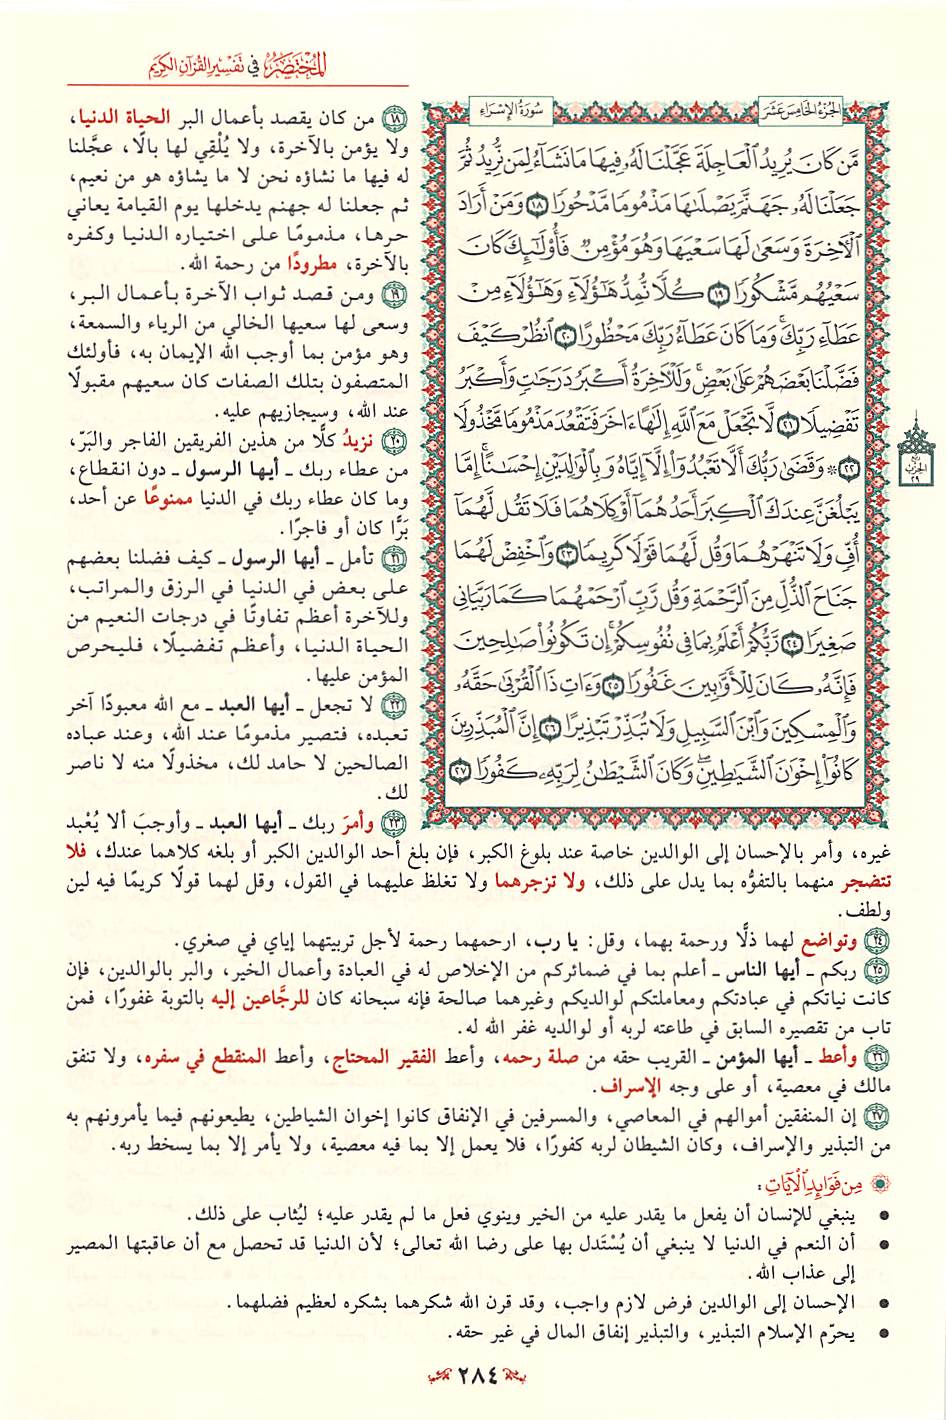 المختصر في تفسير القرآن الكريم
الجزء الخامس عشر
سورة الإسراء
مَّن كَانَ يُرِيدُ ٱلْعَاجِلَةَ عَجَّلْنَا لَهُۥ فِيهَا مَا نَشَآءُ لِمَن نُّرِيدُ ثُمَّ
جَعَلْنَا لَهُۥ جَهَنَّمَ يَصْلَىٰهَا مَذْمُومًا مَّدْحُورًا ١٨ وَمَنْ أَرَادَ
ٱلْأَخِرَةَ وَسَعَىٰ لَهَا سَعْيَهَا وَهُوَ مُؤْمِنٌ فَأُو۟لَٰٓئِكَ كَانَ
سَعْيُهُم مَّشْكُورًا ١٩ كُلًّا نُّمِدُّ هَٰٓؤُلَآءِ وَهَٰٓؤُلَآءِ مِنْ
عَطَآءِ رَبِّكَ ۚ وَمَا كَانَ عَطَآءُ رَبِّكَ مَحْظُورًا ٢٠ ٱنظُرْ كَيْفَ
فَضَّلْنَا بَعْضَهُمْ عَلَىٰ بَعْضٍ ۚ وَلَلْأَخِرَةُ أَكْبَرُ دَرَجَٰتٍ وَأَكْبَرُ
تَفْضِيلًا ٢١ لَّا تَجْعَلْ مَعَ ٱللَّهِ إِلَٰهًا ءَاخَرَ فَتَقْعُدَ مَذْمُومًا مَّخْذُولًا
٢٢ ۞ وَقَضَىٰ رَبُّكَ أَلَّا تَعْبُدُوٓا۟ إِلَّآ إِيَّاهُ وَبِٱلْوَٰلِدَيْنِ إِحْسَٰنًا ۚ إِمَّا
يَبْلُغَنَّ عِندَكَ ٱلْكِبَرَ أَحَدُهُمَآ أَوْ كِلَاهُمَا فَلَا تَقُل لَّهُمَآ
أُفٍّ وَلَا تَنْهَرْهُمَا وَقُل لَّهُمَا قَوْلًا كَرِيمًا ٢٣ وَٱخْفِضْ لَهُمَا
جَنَاحَ ٱلذُّلِّ مِنَ ٱلرَّحْمَةِ وَقُل رَّبِّ ٱرْحَمْهُمَا كَمَا رَبَّيَانِى
صَغِيرًا ٢٤ رَّبُّكُمْ أَعْلَمُ بِمَا فِى نُفُوسِكُمْ ۚ إِن تَكُونُوا۟ صَٰلِحِينَ
فَإِنَّهُۥ كَانَ لِلْأَوَّٰبِينَ غَفُورًا ٢٥ وَءَاتِ ذَا ٱلْقُرْبَىٰ حَقَّهُۥ
وَٱلْمِسْكِينَ وَٱبْنَ ٱلسَّبِيلِ وَلَا تُبَذِّرْ تَبْذِيرًا ٢٦ إِنَّ ٱلْمُبَذِّرِينَ
كَانُوٓا۟ إِخْوَٰنَ ٱلشَّيَٰطِينِ ۖ وَكَانَ ٱلشَّيْطَٰنُ لِرَبِّهِۦ كَفُورًا ٢٧
ربع
الحزب
٢٩
١٨ من كان يقصد بأعمال البر الحياة الدنيا،
ولا يؤمن بالآخرة، ولا يُلْقِي لها بالًا، عجَّلنا
له فيها ما نشاؤه نحن لا ما يشاؤه هو من نعيم،
ثم جعلنا له جهنم يدخلها يوم القيامة يعاني
حرها، مذمومًا على اختياره الدنيا وكفره
بالآخرة، مطرودًا من رحمة الله.
١٩ ومن قصد ثواب الآخرة بأعمال البر،
وسعى لها سعيها الخالي من الرياء والسمعة،
وهو مؤمن بما أوجب الله الإيمان به، فأولئك
المتصفون بتلك الصفات كان سعيهم مقبولًا
عند الله، وسيجازيهم عليه.
٢٠ نزيدُ كلًّا من هذين الفريقين الفاجر والبَرّ،
من عطاء ربك ـ أيها الرسول ـ دون انقطاع،
وما كان عطاء ربك في الدنيا ممنوعًا عن أحد،
بَرًّا كان أو فاجرًا.
٢١ تأمل ـ أيها الرسول ـ كيف فضلنا بعضهم
على بعض في الدنيا في الرزق والمراتب،
وللآخرة أعظم تفاوتًا في درجات النعيم من
الحياة الدنيا، وأعظم تفضيلًا، فليحرص
المؤمن عليها.
٢٢ لا تجعل ـ أيها العبد ـ مع الله معبودًا آخر
تعبده، فتصير مذمومًا عند الله، وعند عباده
الصالحين لا حامد لك، مخذولًا منه لا ناصر
لك.
٢٣ وأمرَ ربك ـ أيها العبد ـ وأوجبَ ألا يُعْبد
غيره، وأمر بالإحسان إلى الوالدين خاصة عند بلوغ الكبر، فإن بلغ أحد الوالدين الكبر أو بلغه كلاهما عندك، فلا
تتضجر منهما بالتفوُّه بما يدل على ذلك، ولا تزجرهما ولا تغلظ عليهما في القول، وقل لهما قولًا كريمًا فيه لين
ولطف.
٢٤ وتواضع لهما ذلًّا ورحمة بهما، وقل: يا رب، ارحمهما رحمة لأجل تربيتهما إياي في صغري.
٢٥ ربكم ـ أيها الناس ـ أعلم بما في ضمائركم من الإخلاص له في العبادة وأعمال الخير، والبر بالوالدين، فإن
كانت نياتكم في عبادتكم ومعاملتكم لوالديكم وغيرهما صالحة فإنه سبحانه كان للرجَّاعين إليه بالتوبة غفورًا، فمن
تاب من تقصيره السابق في طاعته لربه أو لوالديه غفر الله له.
٢٦ وأعط ـ أيها المؤمن ـ القريب حقه من صلة رحمه، وأعط الفقير المحتاج، وأعط المنقطع في سفره، ولا تنفق
مالك في معصية، أو على وجه الإسراف.
٢٧ إن المنفقين أموالهم في المعاصي، والمسرفين في الإنفاق كانوا إخوان الشياطين، يطيعونهم فيما يأمرونهم به
من التبذير والإسراف، وكان الشيطان لربه كفورًا، فلا يعمل إلا بما فيه معصية، ولا يأمر إلا بما يسخط ربه.
من فوائد الآيات:
• ينبغي للإنسان أن يفعل ما يقدر عليه من الخير وينوي فعل ما لم يقدر عليه؛ ليُثاب على ذلك.
• أن النعم في الدنيا لا ينبغي أن يُسْتَدل بها على رضا الله تعالى؛ لأن الدنيا قد تحصل مع أن عاقبتها المصير
إلى عذاب الله.
• الإحسان إلى الوالدين فرض لازم واجب، وقد قرن الله شكرهما بشكره لعظيم فضلهما.
• يحرّم الإسلام التبذير، والتبذير إنفاق المال في غير حقه.
٢٨٤